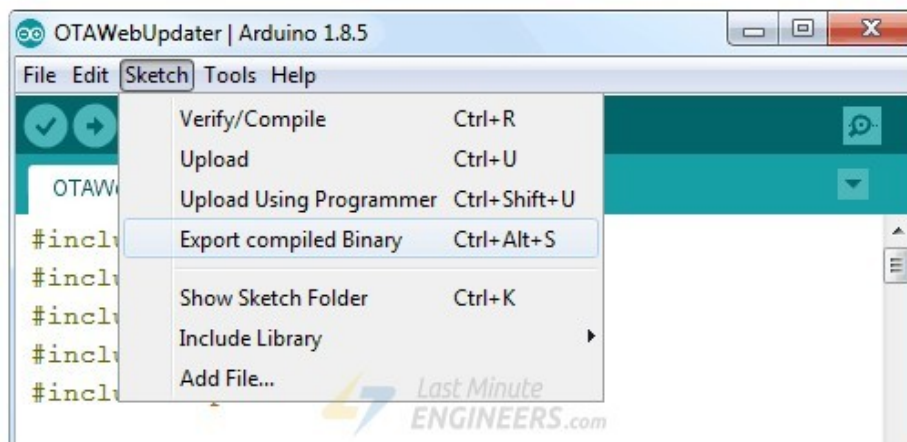 OTAWebUpdater | Arduino 1.8.5
File Edit Sketch Tools Help
Verify/Compile Ctrl+R
Upload Ctrl+U
Upload Using Programmer Ctrl+Shift+U
Export compiled Binary Ctrl+Alt+S
Show Sketch Folder Ctrl+K
Include Library
Add File...
OTAW
#inclu
#inclu
#inclu
#inclu
#inclu
Last Minute
ENGINEERS.com